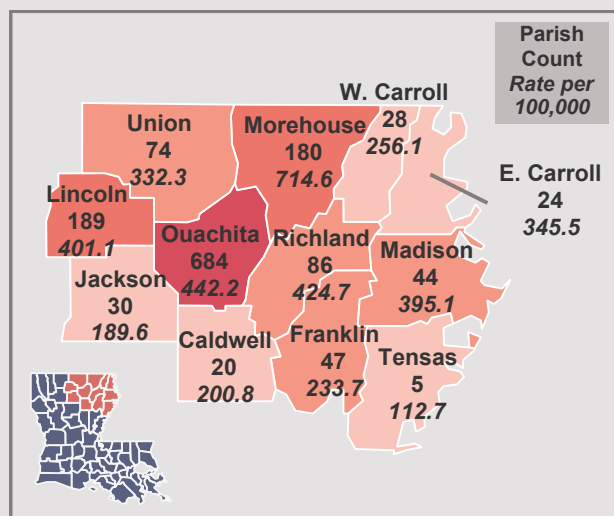 Parish
Count
Rate per
100,000
W. Carroll
28
256.1
Union
74
332.3
Morehouse
180
714.6
E. Carroll
24
345.5
Lincoln
189
401.1
Ouachita
684
442.2
Richland
86
424.7
Madison
44
395.1
Jackson
30
189.6
Caldwell
20
200.8
Franklin
47
233.7
Tensas
5
112.7